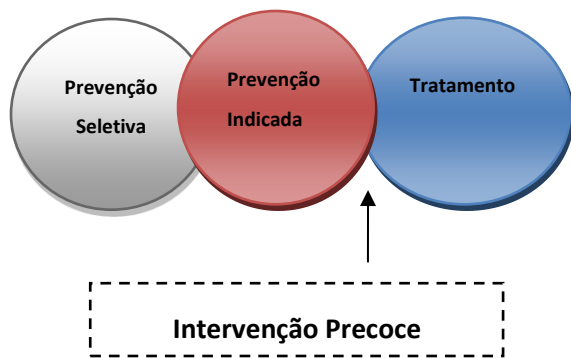 Prevenção
Seletiva
Prevenção
Indicada
Tratamento
Intervenção Precoce